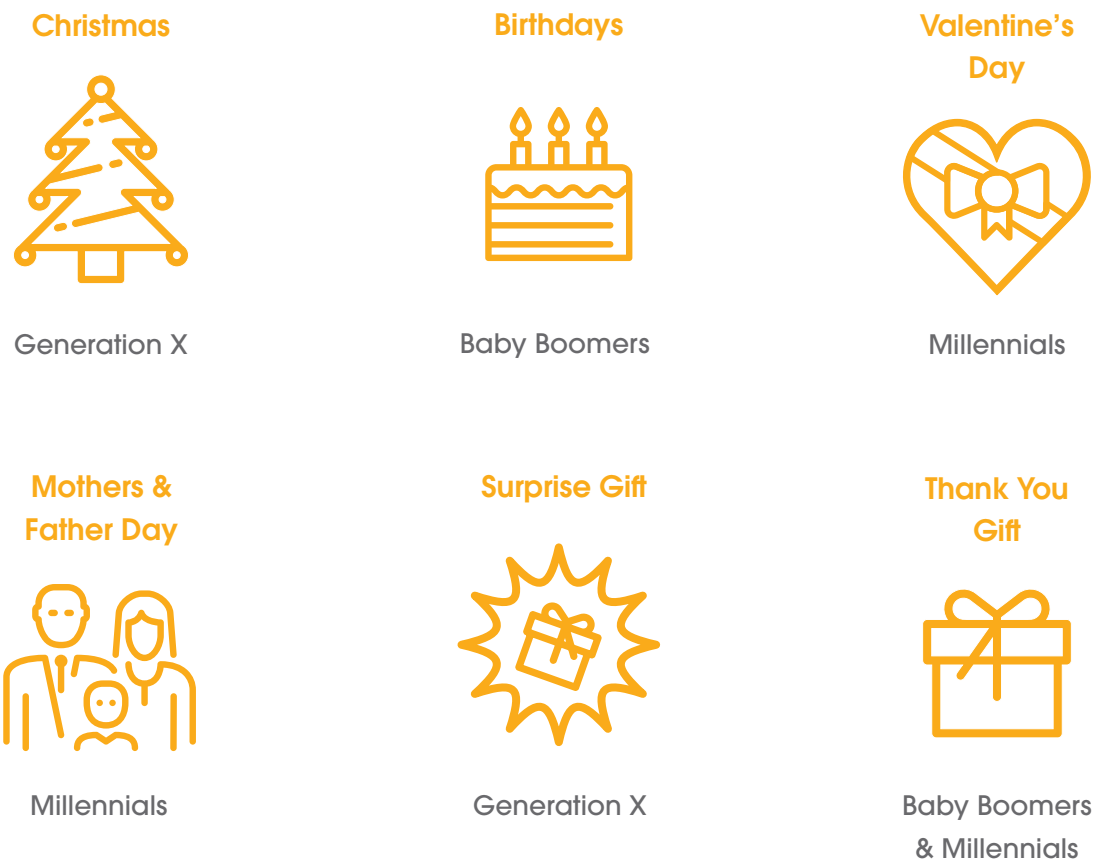 Christmas
Birthdays
Valentine’s
Day
Generation X
Baby Boomers
Millennials
Mothers &
Father Day
Surprise Gift
Thank You
Gift
Millennials
Generation X
Baby Boomers
& Millennials